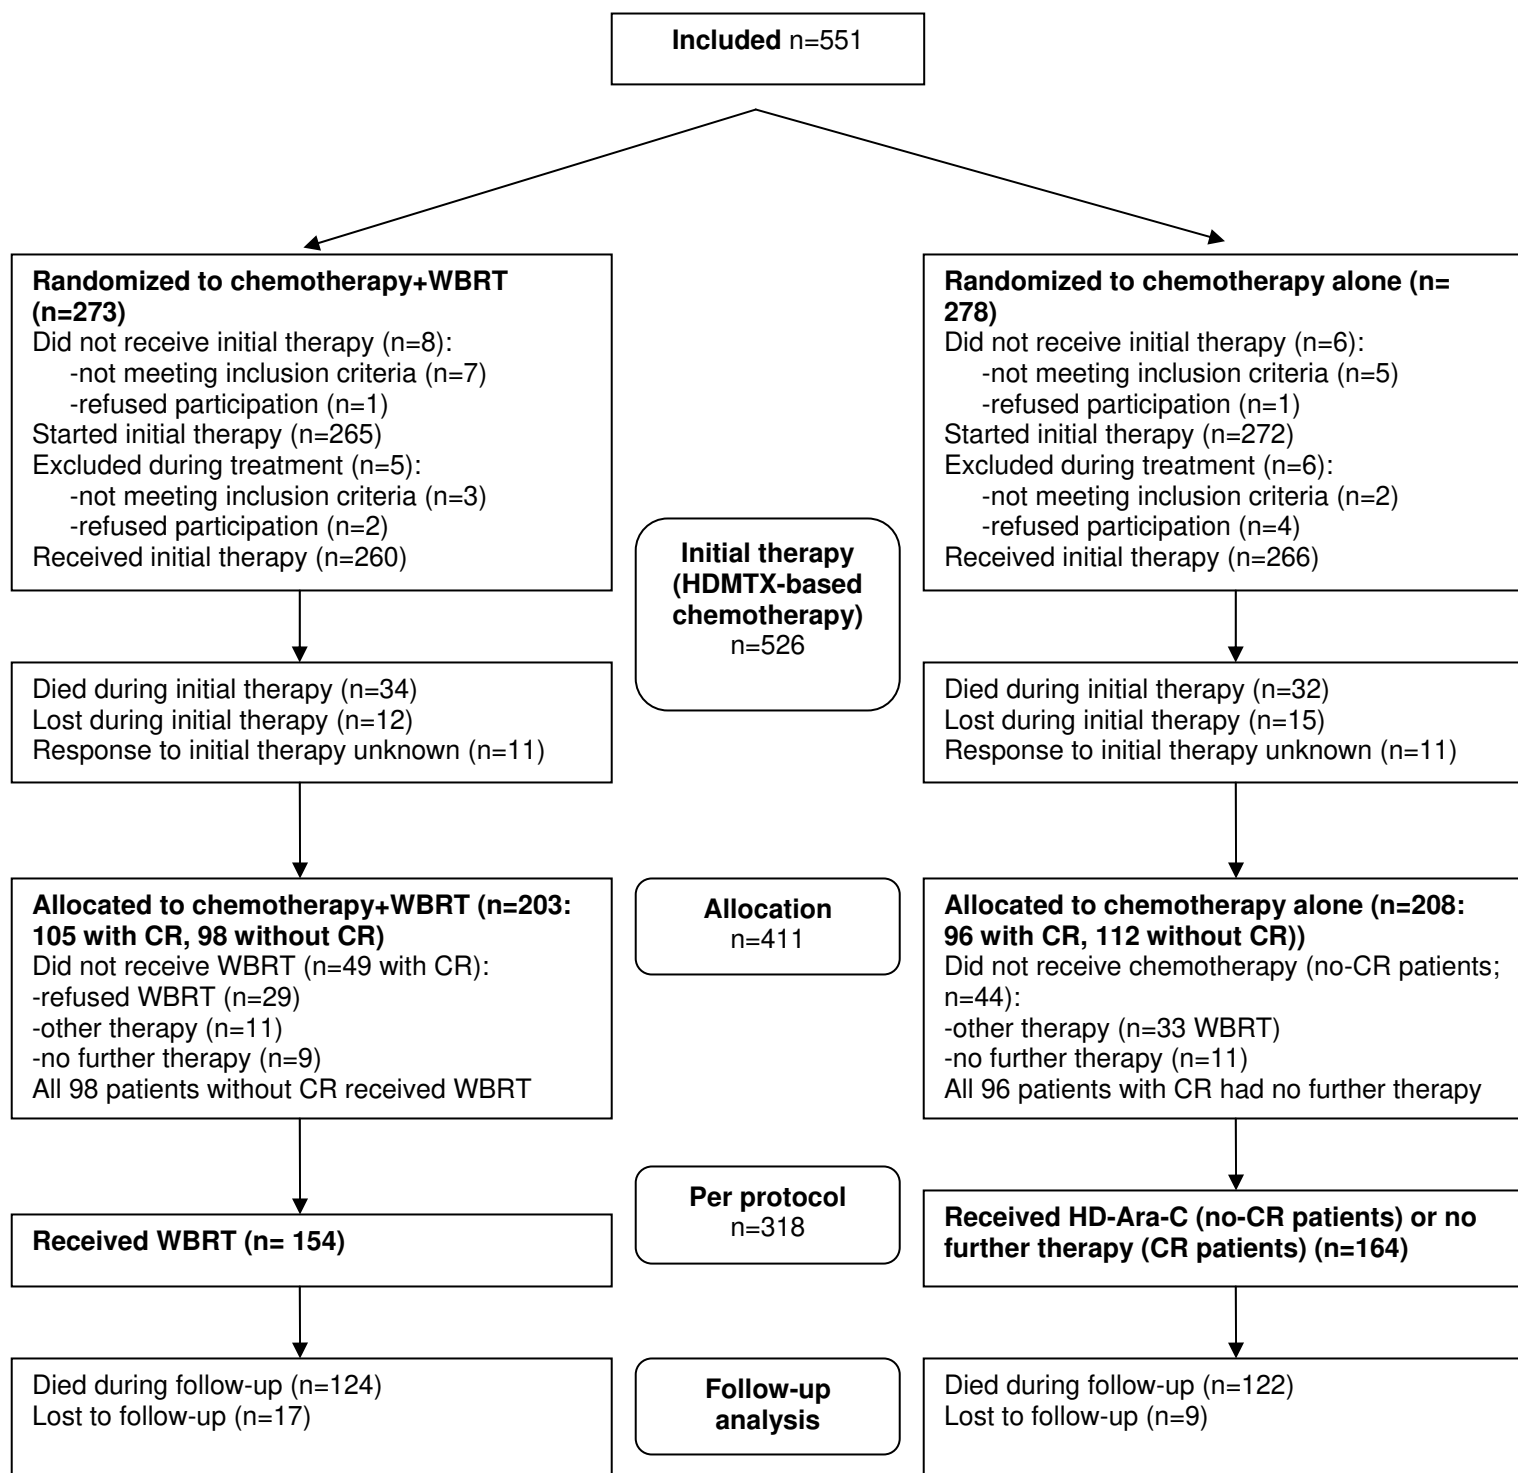 Included n=551
Randomized to chemotherapy+WBRT
(n=273)
Did not receive initial therapy (n=8):
-not meeting inclusion criteria (n=7)
-refused participation (n=1)
Started initial therapy (n=265)
Excluded during treatment (n=5):
-not meeting inclusion criteria (n=3)
-refused participation (n=2)
Received initial therapy (n=260)
Randomized to chemotherapy alone (n=
278)
Did not receive initial therapy (n=6):
-not meeting inclusion criteria (n=5)
-refused participation (n=1)
Started initial therapy (n=272)
Excluded during treatment (n=6):
-not meeting inclusion criteria (n=2)
-refused participation (n=4)
Received initial therapy (n=266)
Initial therapy
(HDMTX-based
chemotherapy)
n=526
Died during initial therapy (n=34)
Lost during initial therapy (n=12)
Response to initial therapy unknown (n=11)
Died during initial therapy (n=32)
Lost during initial therapy (n=15)
Response to initial therapy unknown (n=11)
Allocated to chemotherapy+WBRT (n=203:
105 with CR, 98 without CR)
Did not receive WBRT (n=49 with CR):
-refused WBRT (n=29)
-other therapy (n=11)
-no further therapy (n=9)
All 98 patients without CR received WBRT
Allocation
n=411
Allocated to chemotherapy alone (n=208:
96 with CR, 112 without CR))
Did not receive chemotherapy (no-CR patients;
n=44):
-other therapy (n=33 WBRT)
-no further therapy (n=11)
All 96 patients with CR had no further therapy
Received WBRT (n= 154)
Per protocol
n=318
Received HD-Ara-C (no-CR patients) or no
further therapy (CR patients) (n=164)
Died during follow-up (n=124)
Lost to follow-up (n=17)
Follow-up
analysis
Died during follow-up (n=122)
Lost to follow-up (n=9)